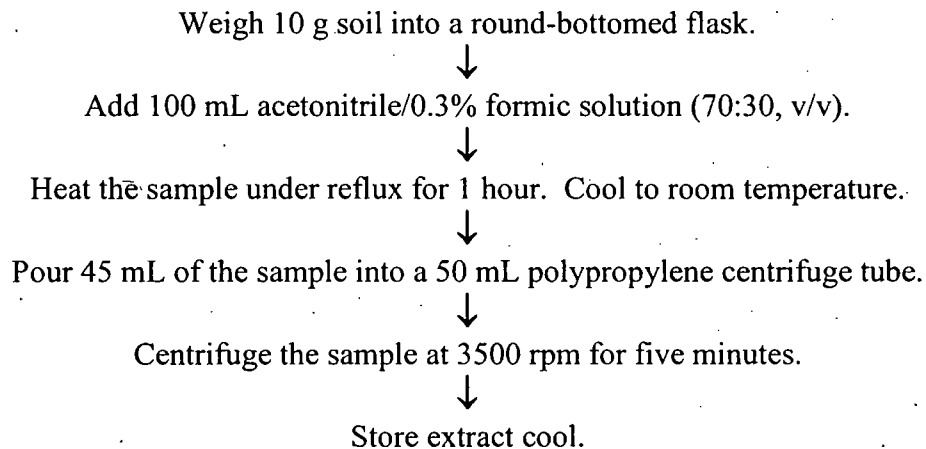 Weigh 10 g soil into a round-bottomed flask.
↓
Add 100 mL acetonitrile/0.3% formic solution (70:30, v/v).
↓
Heat the sample under reflux for 1 hour. Cool to room temperature.
↓
Pour 45 mL of the sample into a 50 mL polypropylene centrifuge tube.
↓
Centrifuge the sample at 3500 rpm for five minutes.
↓
Store extract cool.